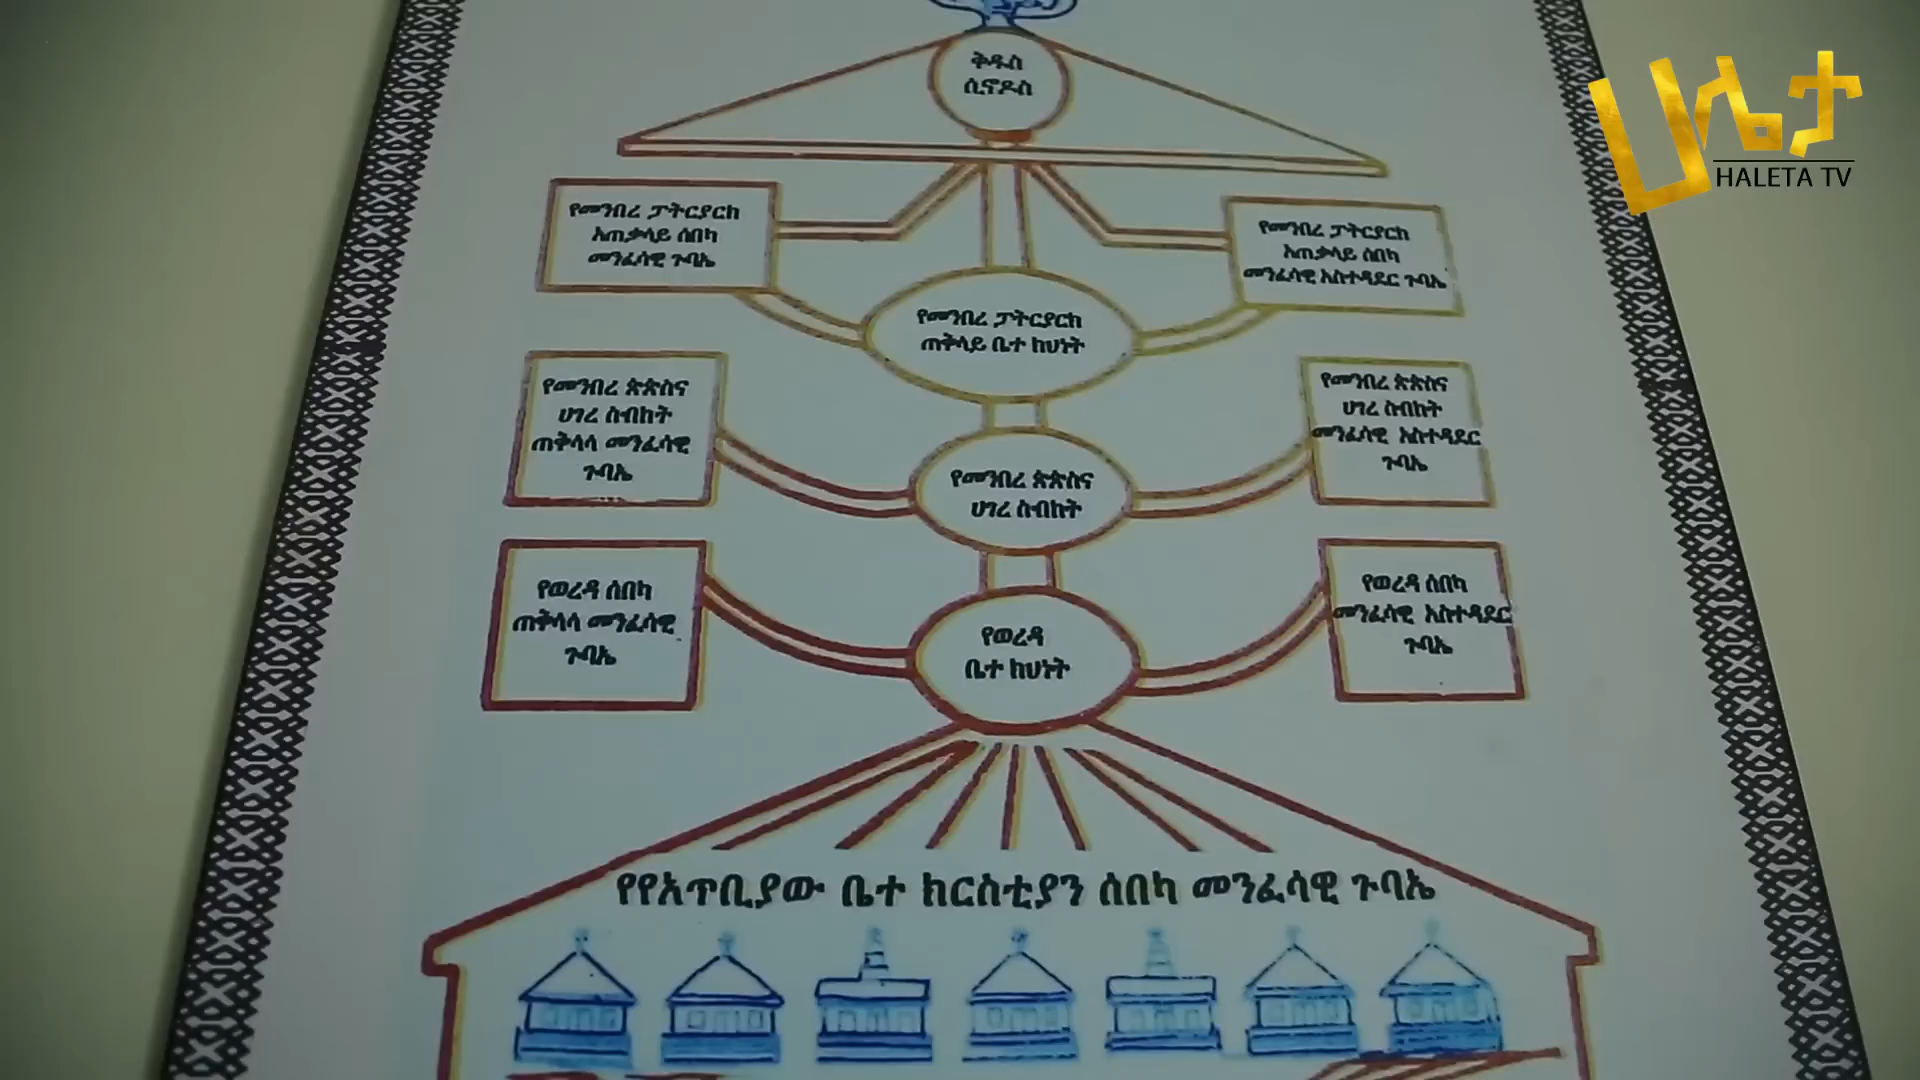 ቅዱስ
ሲኖዶስ
ሀሌታ
HALETA TV
የመንበረ ፓትርያርክ
አጠቃላይ ሰበካ
መንፈሳዊ ጉባኤ
የመንበረ ፓትርያርክ
አጠቃላይ ሰበካ
መንፈሳዊ አስተዳደር ጉባኤ
የመንበረ ፓትርያርክ
ጠቅላይ ቤተ ክህነት
የመንበረ ጵጵስና
ሀገረ ስብከት
ጠቅላላ መንፈሳዊ
ጉባኤ
የመንበረ ጵጵስና
ሀገረ ስብከት
የመንበረ ጵጵስና
ሀገረ ስብከት
መንፈሳዊ አስተዳደር
ጉባኤ
የወረዳ ሰበካ
ጠቅላላ መንፈሳዊ
ጉባኤ
የወረዳ
ቤተ ክህነት
የወረዳ ሰበካ
መንፈሳዊ አስተዳደር
ጉባኤ
የየአጥቢያው ቤተ ክርስቲያን ሰበካ መንፈሳዊ ጉባኤ